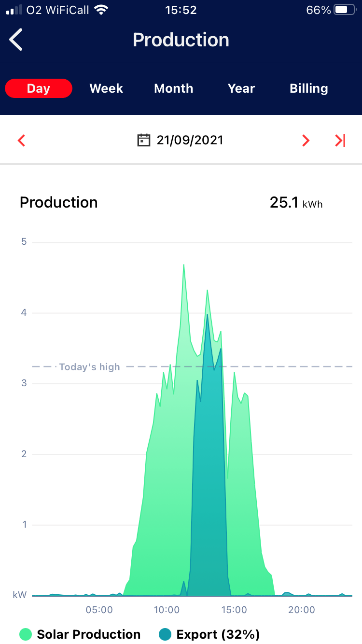 O2 WiFiCall 15:52 66%
Production
Day Week Month Year Billing
21/09/2021
Production 25.1 kWh
5
4
Today's high
3
2
1
kW
05:00 10:00 15:00 20:00
Solar Production Export (32%)